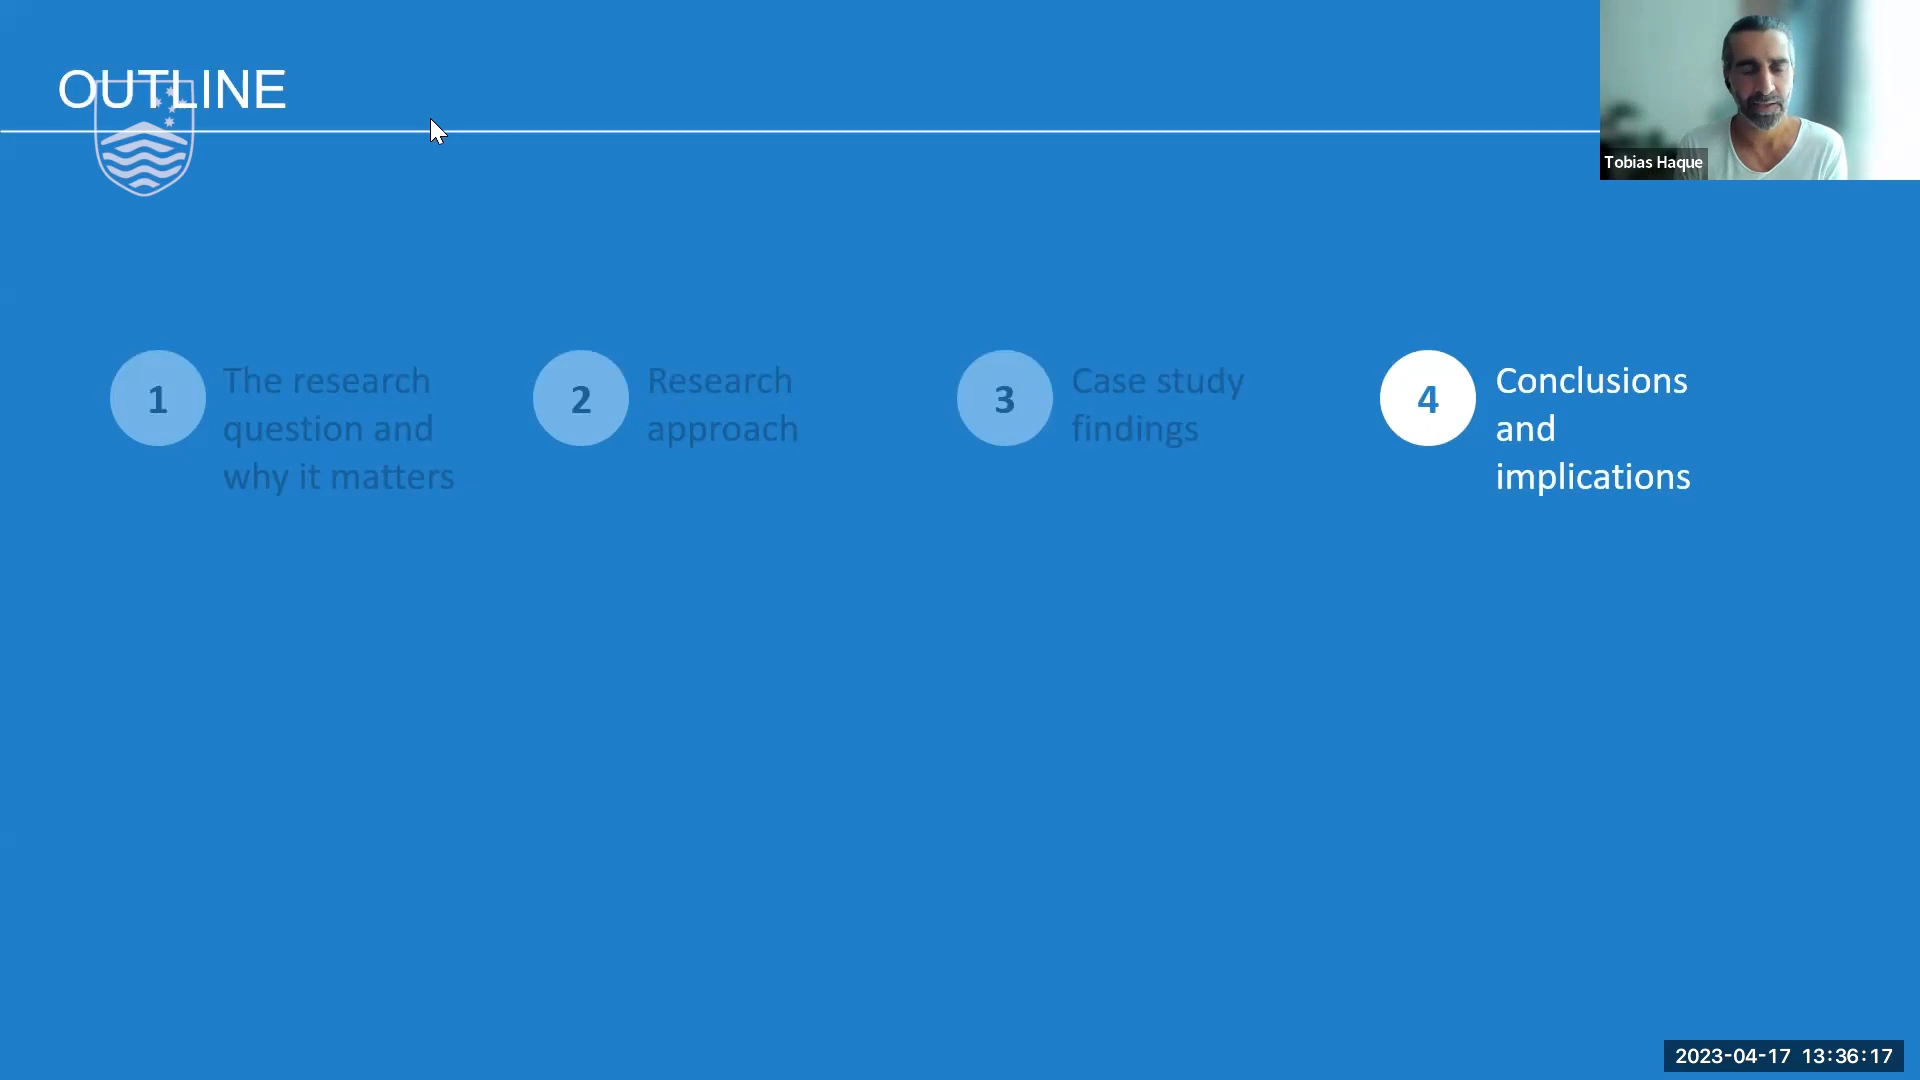 OUTLINE
Tobias Haque
1
The research
question and
why it matters
2
Research
approach
3
Case study
findings
4
Conclusions
and
implications
2023-04-17 13:36:17